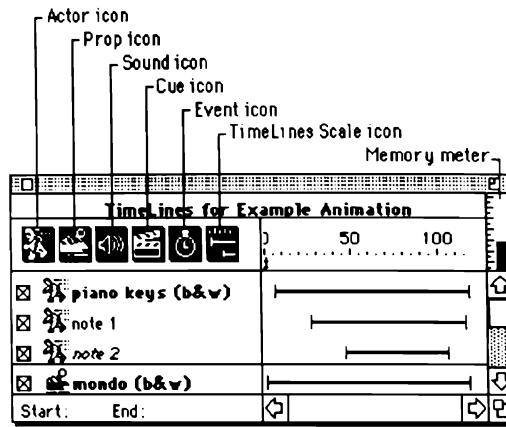 Actor icon
Prop icon
Sound icon
Cue icon
Event icon
TimeLines Scale icon
Memory meter
TimeLines for Example Animation
0 50 100
piano keys (b&w)
note 1
note 2
mondo (b&w)
Start: End: